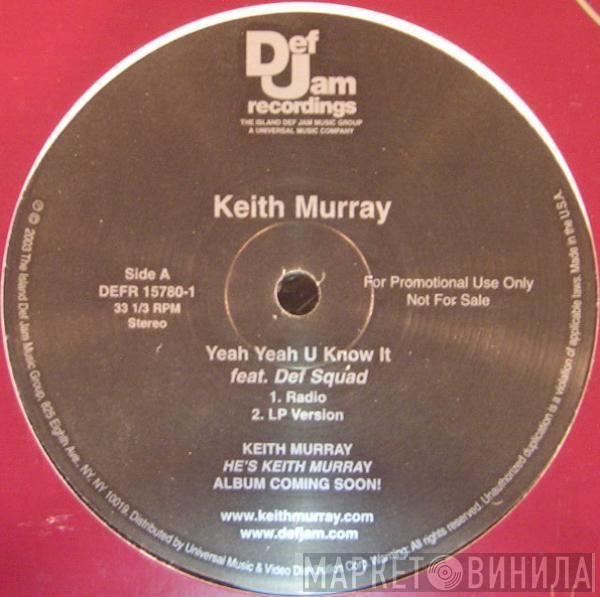 Def
Jam
recordings
THE ISLAND DEF JAM MUSIC GROUP
A UNIVERSAL MUSIC COMPANY
Keith Murray
Side A
DEFR 15780-1
33 1/3 RPM
Stereo
For Promotional Use Only
Not For Sale
Yeah Yeah U Know It
feat. Def Squad
1. Radio
2. LP Version
KEITH MURRAY
HE'S KEITH MURRAY
ALBUM COMING SOON!
www.keithmurray.com
www.defjam.com
℗ © 2003 The Island Def Jam Music Group, 825 Eighth Ave., NY, NY 10019. Distributed by Universal Music & Video Distribution Corp. Warning: All rights reserved. Unauthorized duplication is a violation of applicable laws. Made in the U.S.A.
МАРКЕТ ВИНИЛА